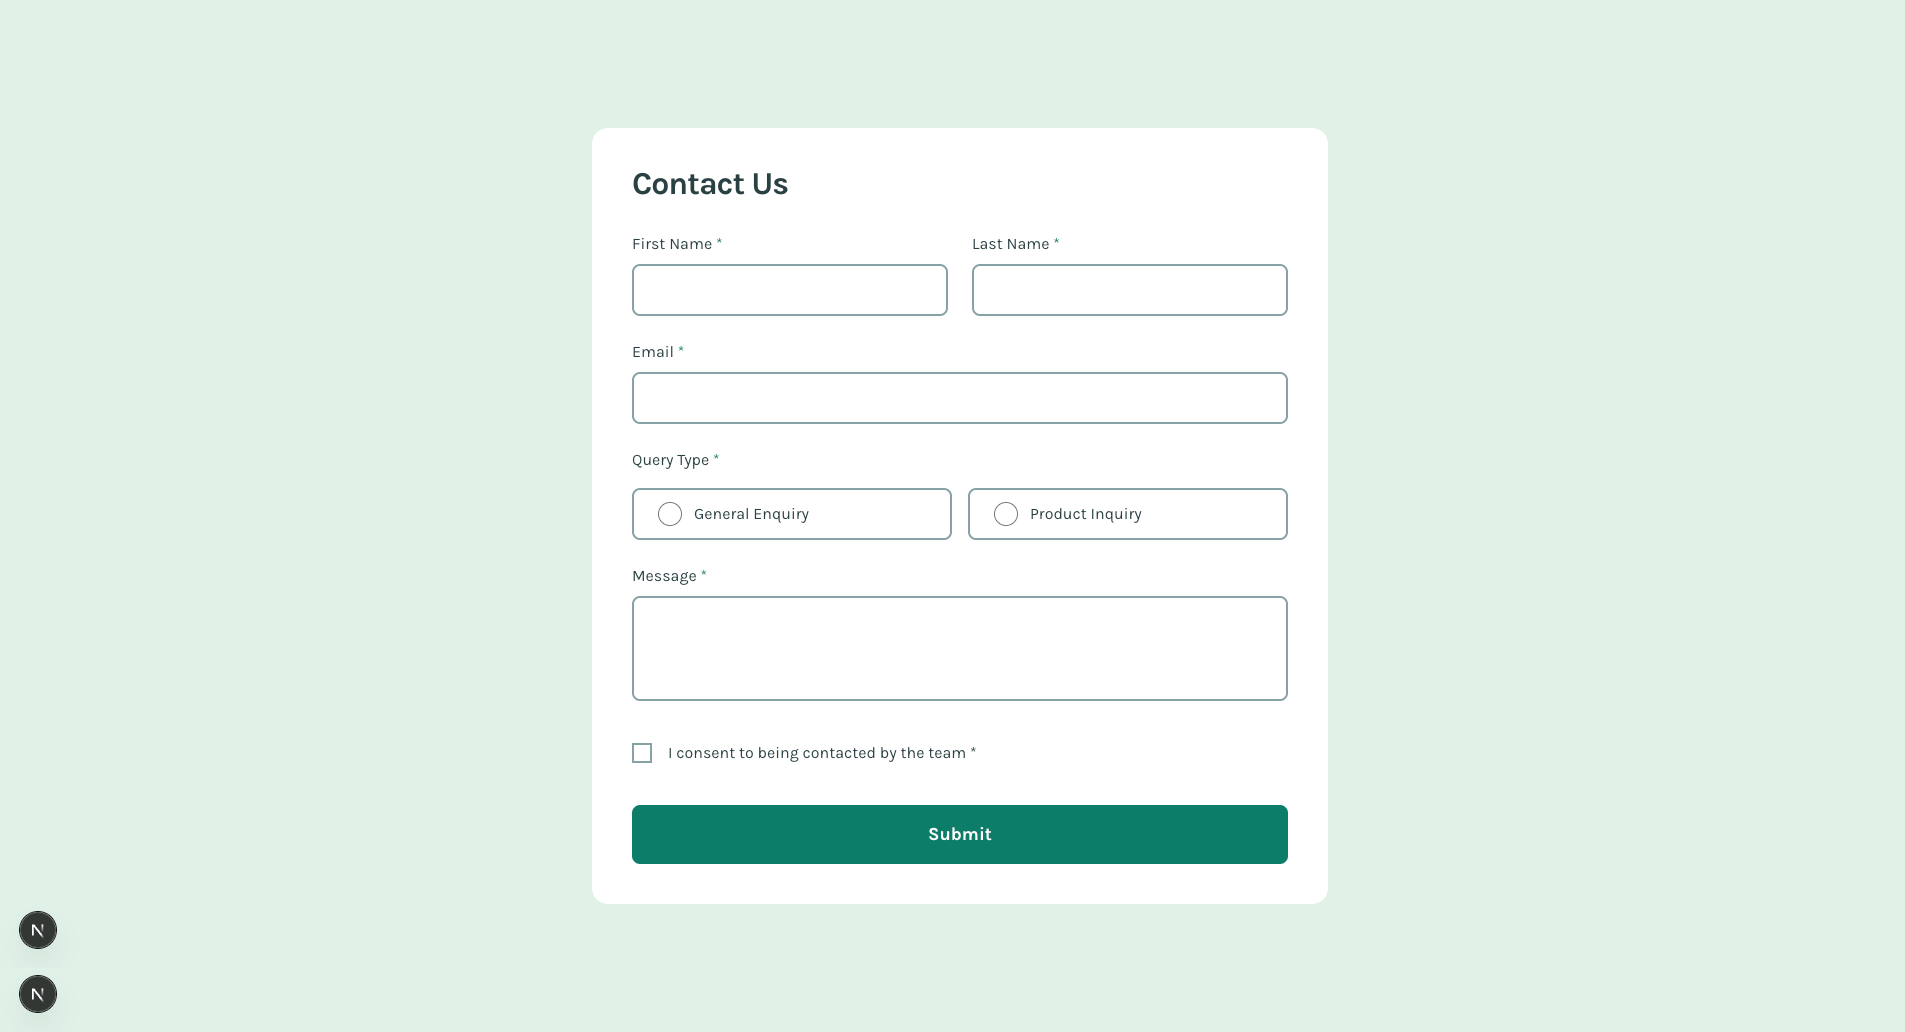 Contact Us
First Name * Last Name *
Email *
Query Type *
General Enquiry Product Inquiry
Message *
I consent to being contacted by the team *
Submit
N
N